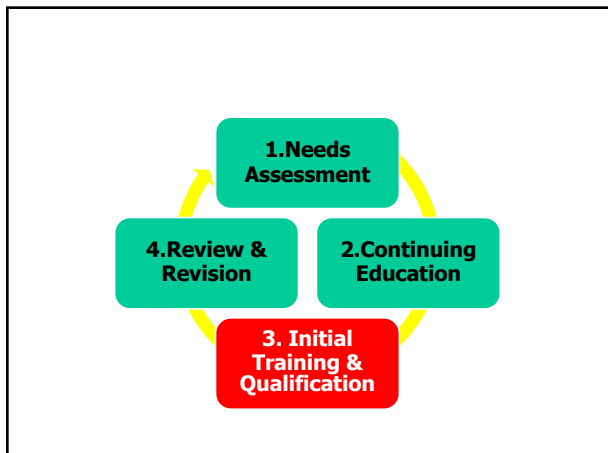 1.Needs
Assessment
2.Continuing
Education
3. Initial
Training &
Qualification
4.Review &
Revision